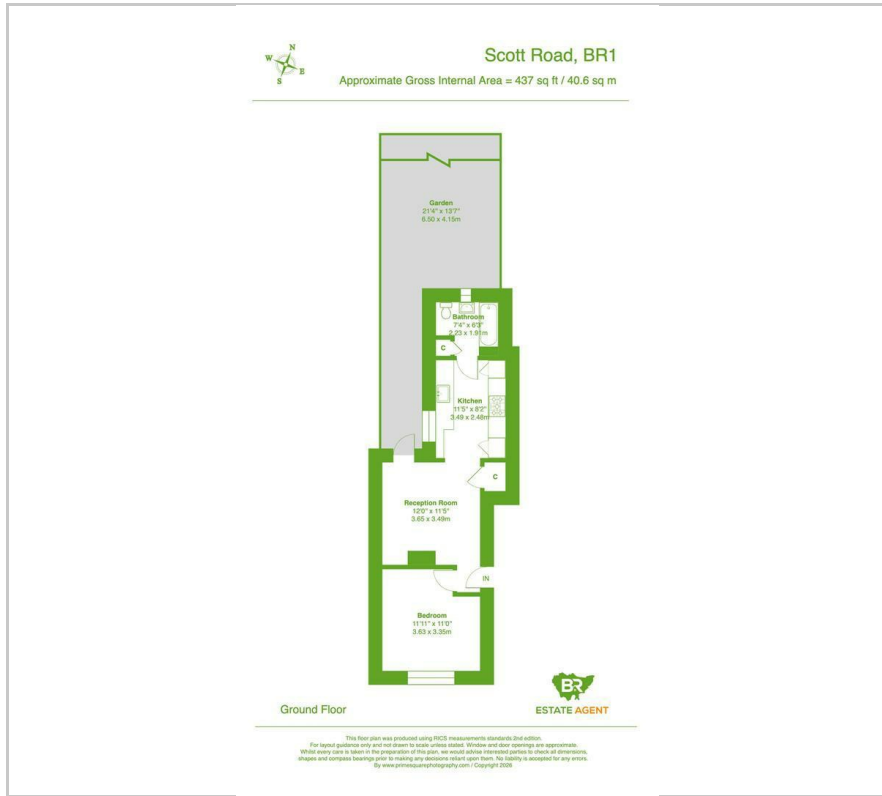 Scott Road, BR1
Approximate Gross Internal Area = 437 sq ft / 40.6 sq m
N
W
E
S
Garden
21'4" x 13'7"
6.50 x 4.15m
Bathroom
7'4" x 6'3"
2.23 x 1.91m
C
Kitchen
11'5" x 8'2"
3.49 x 2.48m
C
Reception Room
12'0" x 11'5"
3.65 x 3.49m
IN
Bedroom
11'11" x 11'0"
3.63 x 3.35m
Ground Floor
BR
ESTATE AGENT
This floor plan was produced using RICS measurements standards 2nd edition.
For layout guidance only and not drawn to scale unless stated. Window and door openings are approximate.
Whilst every care is taken in the preparation of this plan, we would advise interested parties to check all dimensions,
shapes and compass bearings prior to making any decisions reliant upon them. No liability is accepted for any errors.
By www.primesquarephotography.com / Copyright 2026